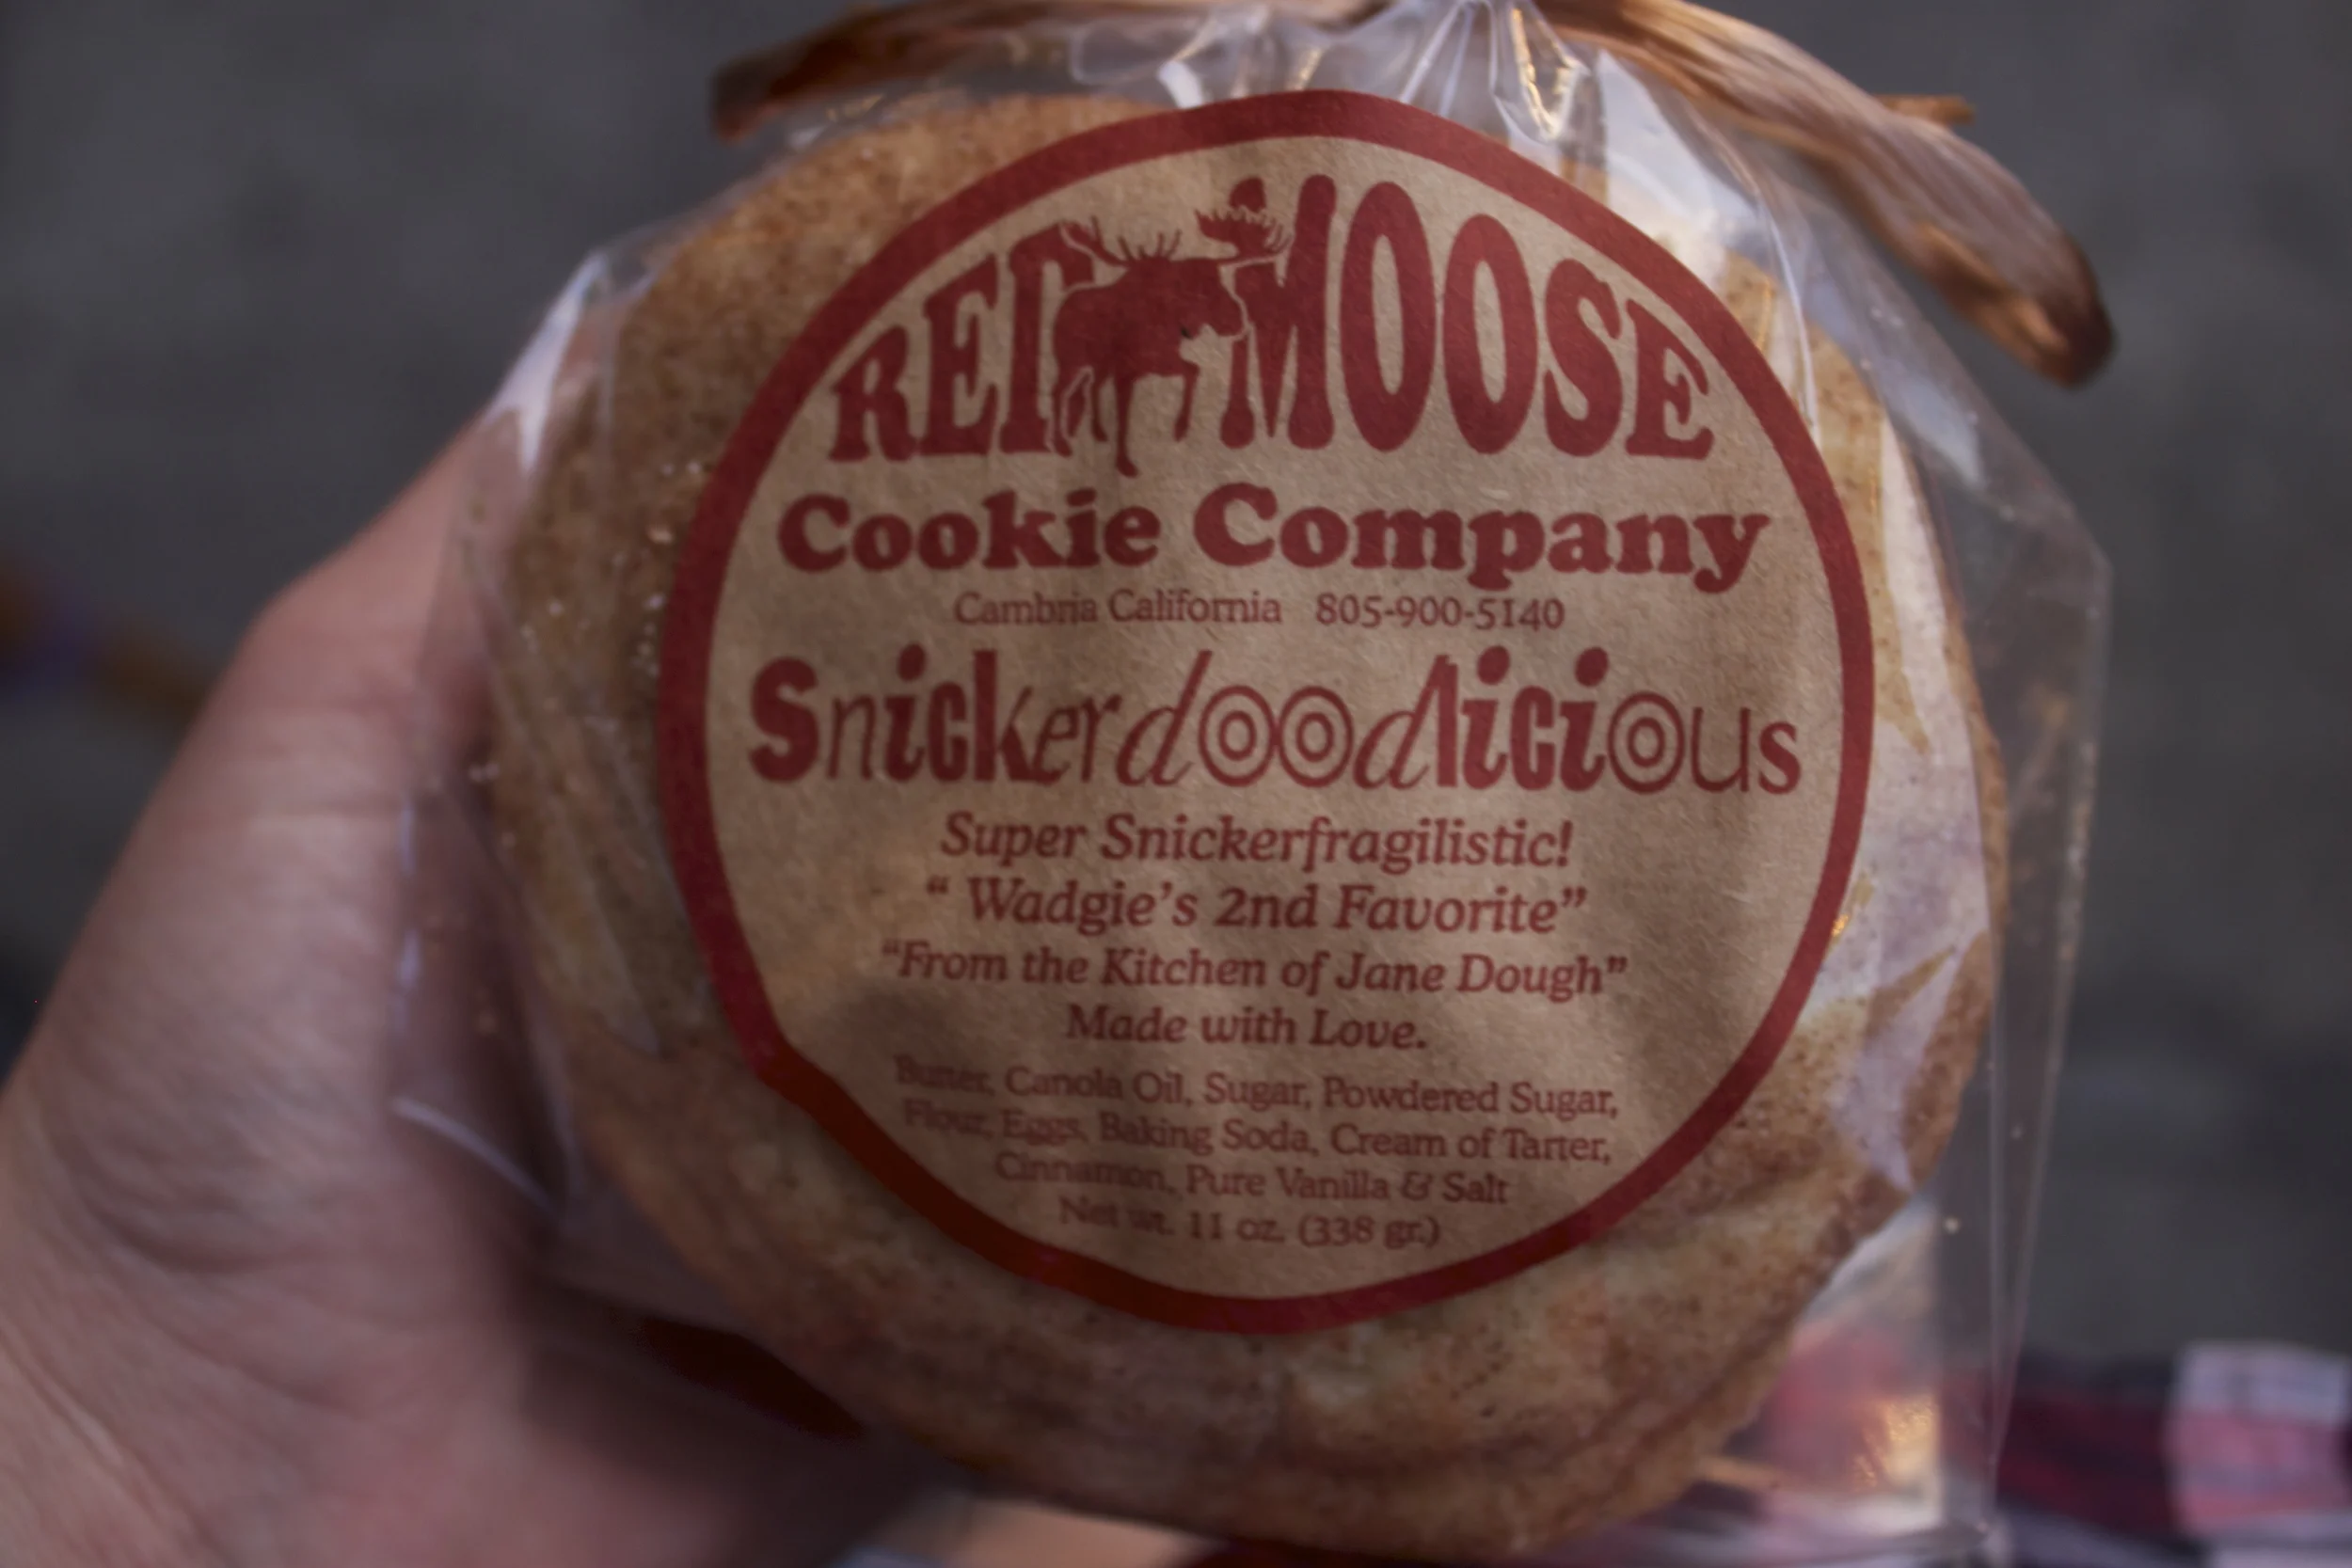 RED MOOSE
Cookie Company
Cambria California 805-900-5140
Snickerdoodlicious
Super Snickerfragilistic!
“ Wadgie’s 2nd Favorite”
“From the Kitchen of Jane Dough”
Made with Love.
Butter, Canola Oil, Sugar, Powdered Sugar,
Flour, Eggs, Baking Soda, Cream of Tarter,
Cinnamon, Pure Vanilla & Salt
Net wt. 11 oz. (338 gr.)